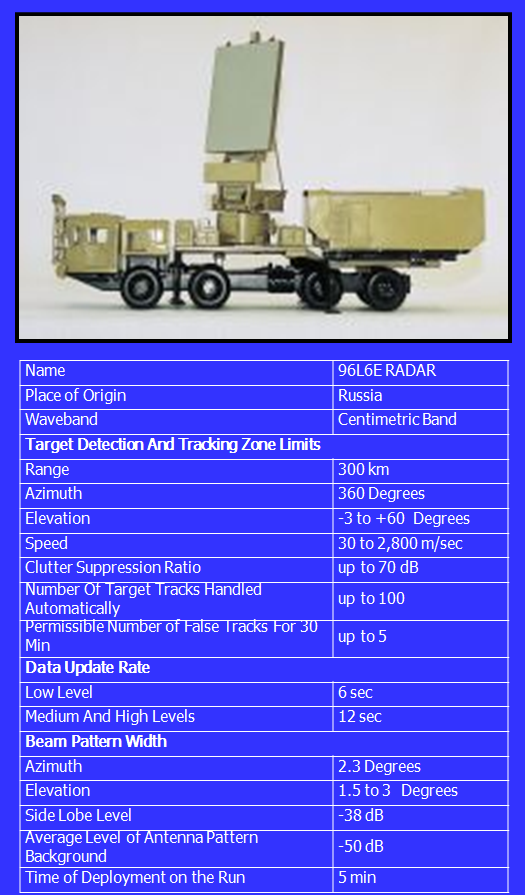 Name 96L6E RADAR
Place of Origin Russia
Waveband Centimetric Band
Target Detection And Tracking Zone Limits
Range 300 km
Azimuth 360 Degrees
Elevation -3 to +60 Degrees
Speed 30 to 2,800 m/sec
Clutter Suppression Ratio up to 70 dB
Number Of Target Tracks Handled
Automatically up to 100
Permissible Number of False Tracks For 30
Min up to 5
Data Update Rate
Low Level 6 sec
Medium And High Levels 12 sec
Beam Pattern Width
Azimuth 2.3 Degrees
Elevation 1.5 to 3 Degrees
Side Lobe Level -38 dB
Average Level of Antenna Pattern
Background -50 dB
Time of Deployment on the Run 5 min